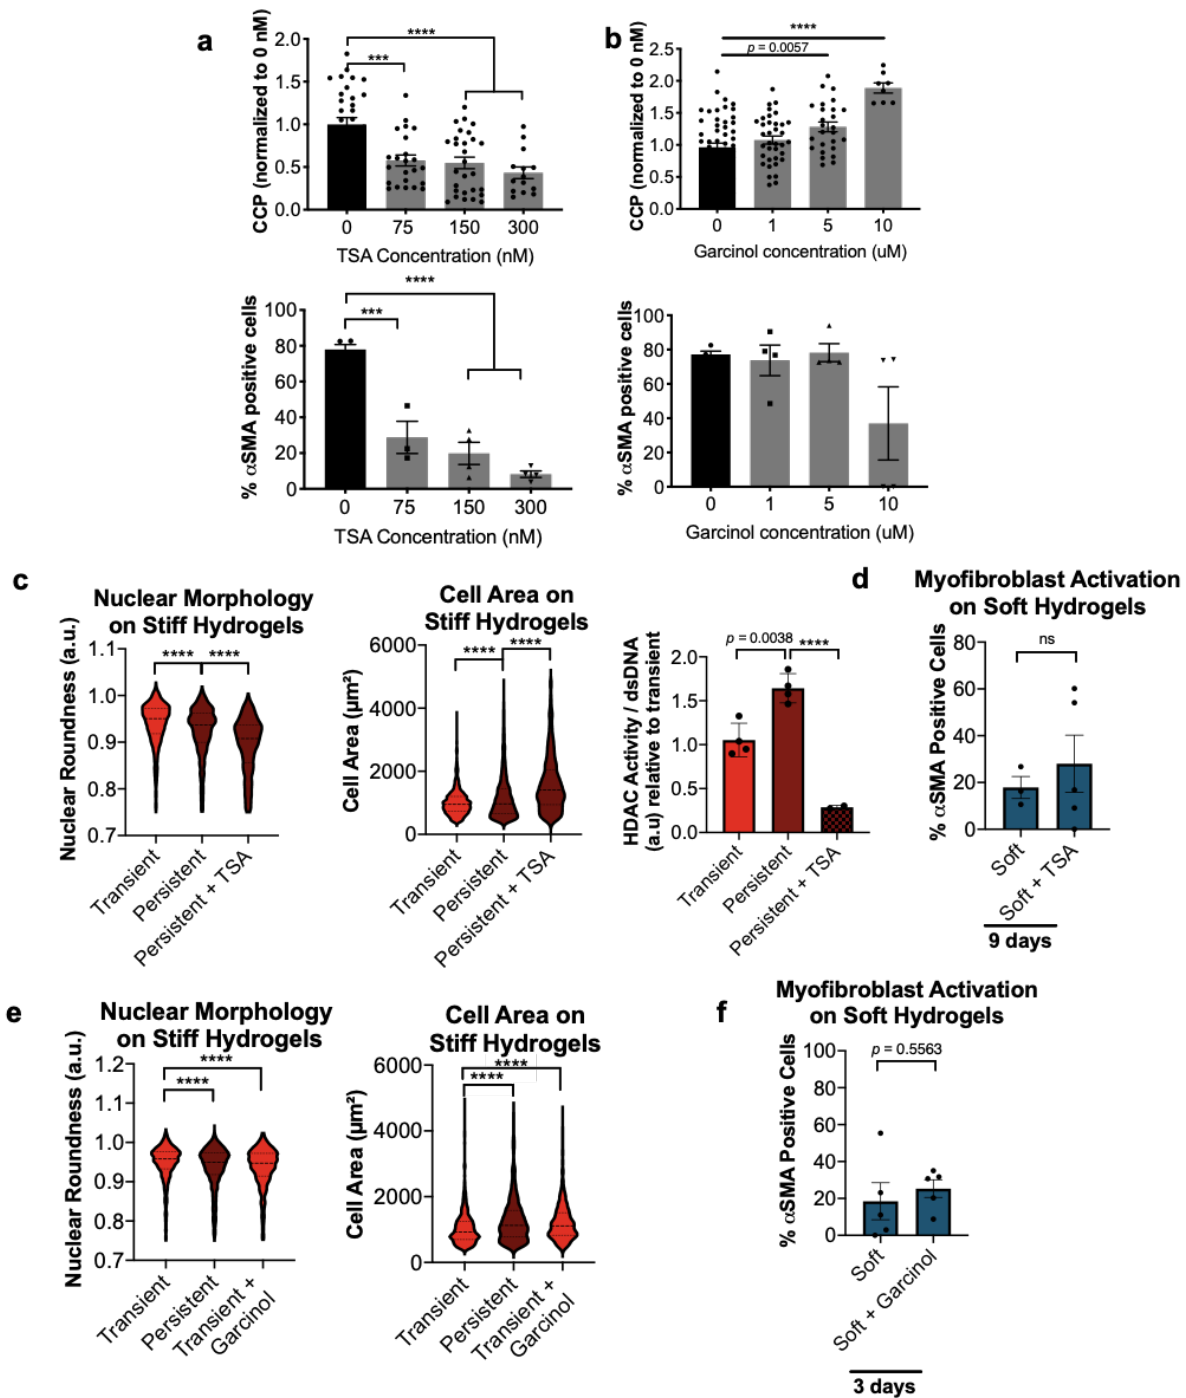 a
CCP (normalized to 0 nM)
2.0
1.5
1.0
0.5
0.0
****
***
0 75 150 300
TSA Concentration (nM)
b
CCP (normalized to 0 nM)
2.5
2.0
1.5
1.0
0.5
0.0
****
p = 0.0057
0 1 5 10
Garcinol concentration (uM)
% αSMA positive cells
100
80
60
40
20
0
****
***
0 75 150 300
TSA Concentration (nM)
% αSMA positive cells
100
80
60
40
20
0
0 1 5 10
Garcinol concentration (uM)
c
Nuclear Morphology
on Stiff Hydrogels
Nuclear Roundness (a.u.)
1.1
1.0
0.9
0.8
0.7
**** ****
Transient
Persistent
Persistent + TSA
Cell Area on
Stiff Hydrogels
Cell Area (µm²)
6000
4000
2000
0
**** ****
Transient
Persistent
Persistent + TSA
HDAC Activity / dsDNA
(a.u) relative to transient
2.0
1.5
1.0
0.5
0.0
p = 0.0038
****
Transient
Persistent
Persistent + TSA
d
Myofibroblast Activation
on Soft Hydrogels
% αSMA Positive Cells
80
60
40
20
0
ns
Soft
Soft + TSA
9 days
e
Nuclear Morphology
on Stiff Hydrogels
Nuclear Roundness (a.u.)
1.2
1.1
1.0
0.9
0.8
0.7
****
****
Transient
Persistent
Transient +
Garcinol
Cell Area on
Stiff Hydrogels
Cell Area (µm²)
6000
4000
2000
0
****
****
Transient
Persistent
Transient +
Garcinol
f
Myofibroblast Activation
on Soft Hydrogels
% αSMA Positive Cells
100
80
60
40
20
0
p = 0.5563
Soft
Soft + Garcinol
3 days